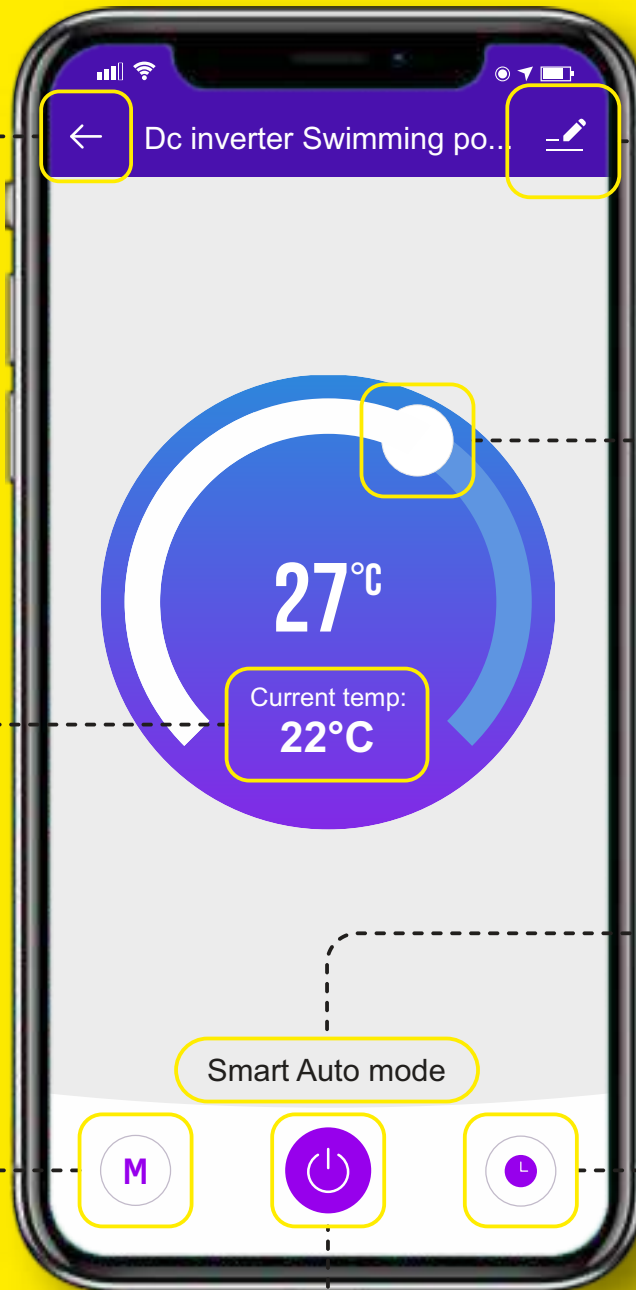 Dc inverter Swimming po...
27°C
Current temp:
22°C
Smart Auto mode
M